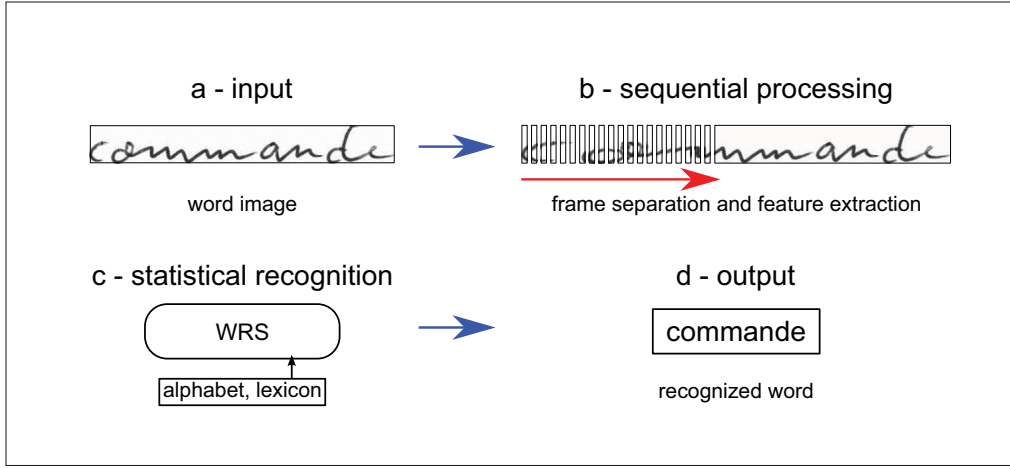 a - input
commande
word image
b - sequential processing
commande
frame separation and feature extraction
c - statistical recognition
WRS
alphabet, lexicon
d - output
commande
recognized word